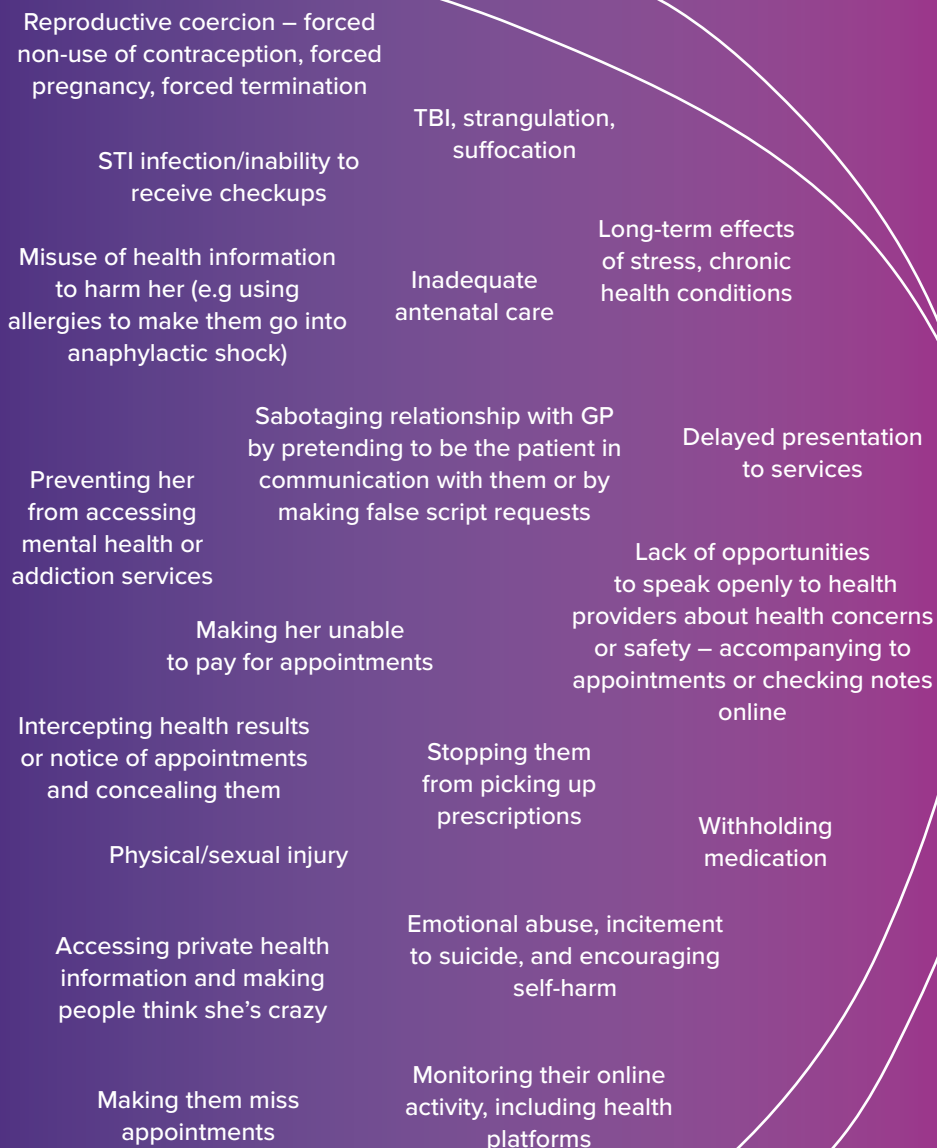 Reproductive coercion – forced
non-use of contraception, forced
pregnancy, forced termination
TBI, strangulation,
suffocation
STI infection/inability to
receive checkups
Long-term effects
of stress, chronic
health conditions
Misuse of health information
to harm her (e.g using
allergies to make them go into
anaphylactic shock)
Inadequate
antenatal care
Sabotaging relationship with GP
by pretending to be the patient in
communication with them or by
making false script requests
Delayed presentation
to services
Preventing her
from accessing
mental health or
addiction services
Lack of opportunities
to speak openly to health
providers about health concerns
or safety – accompanying to
appointments or checking notes
online
Making her unable
to pay for appointments
Intercepting health results
or notice of appointments
and concealing them
Stopping them
from picking up
prescriptions
Withholding
medication
Physical/sexual injury
Emotional abuse, incitement
to suicide, and encouraging
self-harm
Accessing private health
information and making
people think she's crazy
Monitoring their online
activity, including health
platforms
Making them miss
appointments